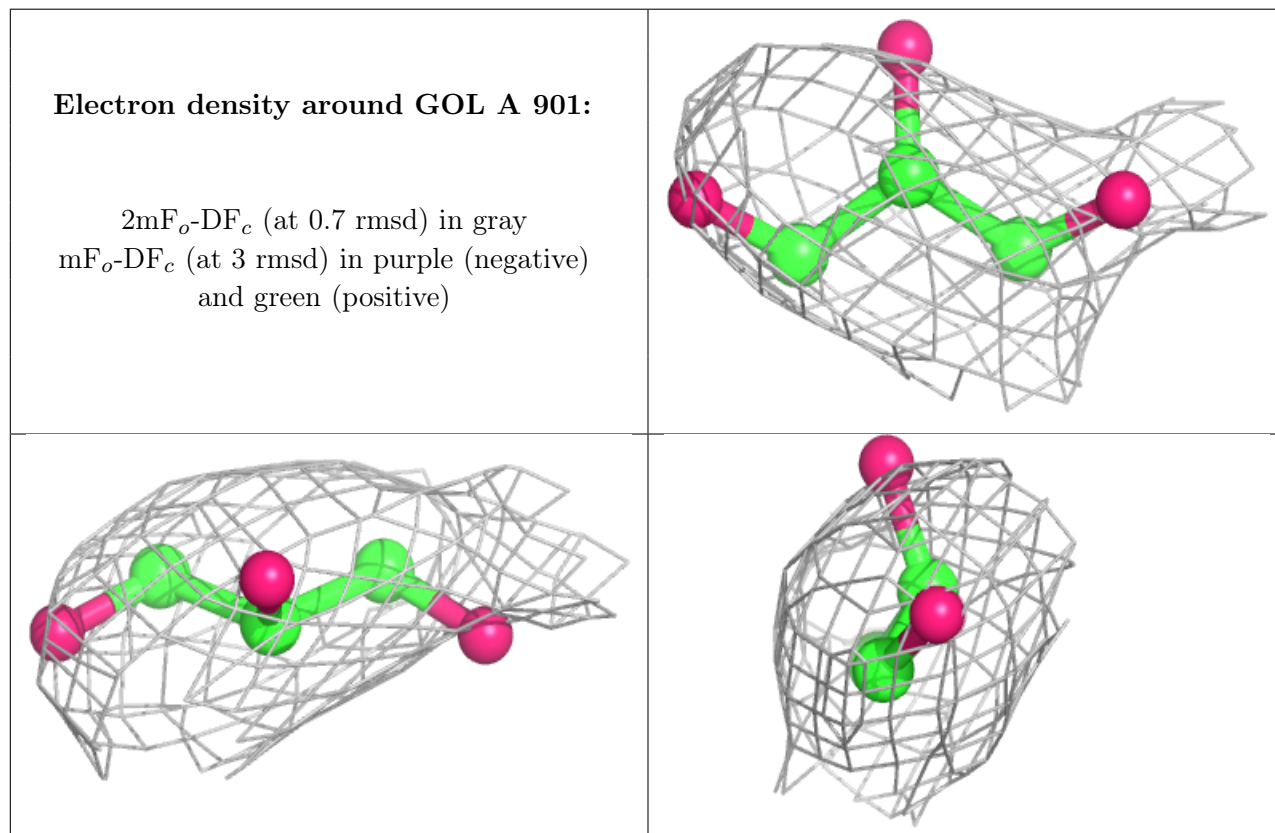 Electron density around GOL A 901:
2mFo-DFc (at 0.7 rmsd) in gray
mFo-DFc (at 3 rmsd) in purple (negative)
and green (positive)